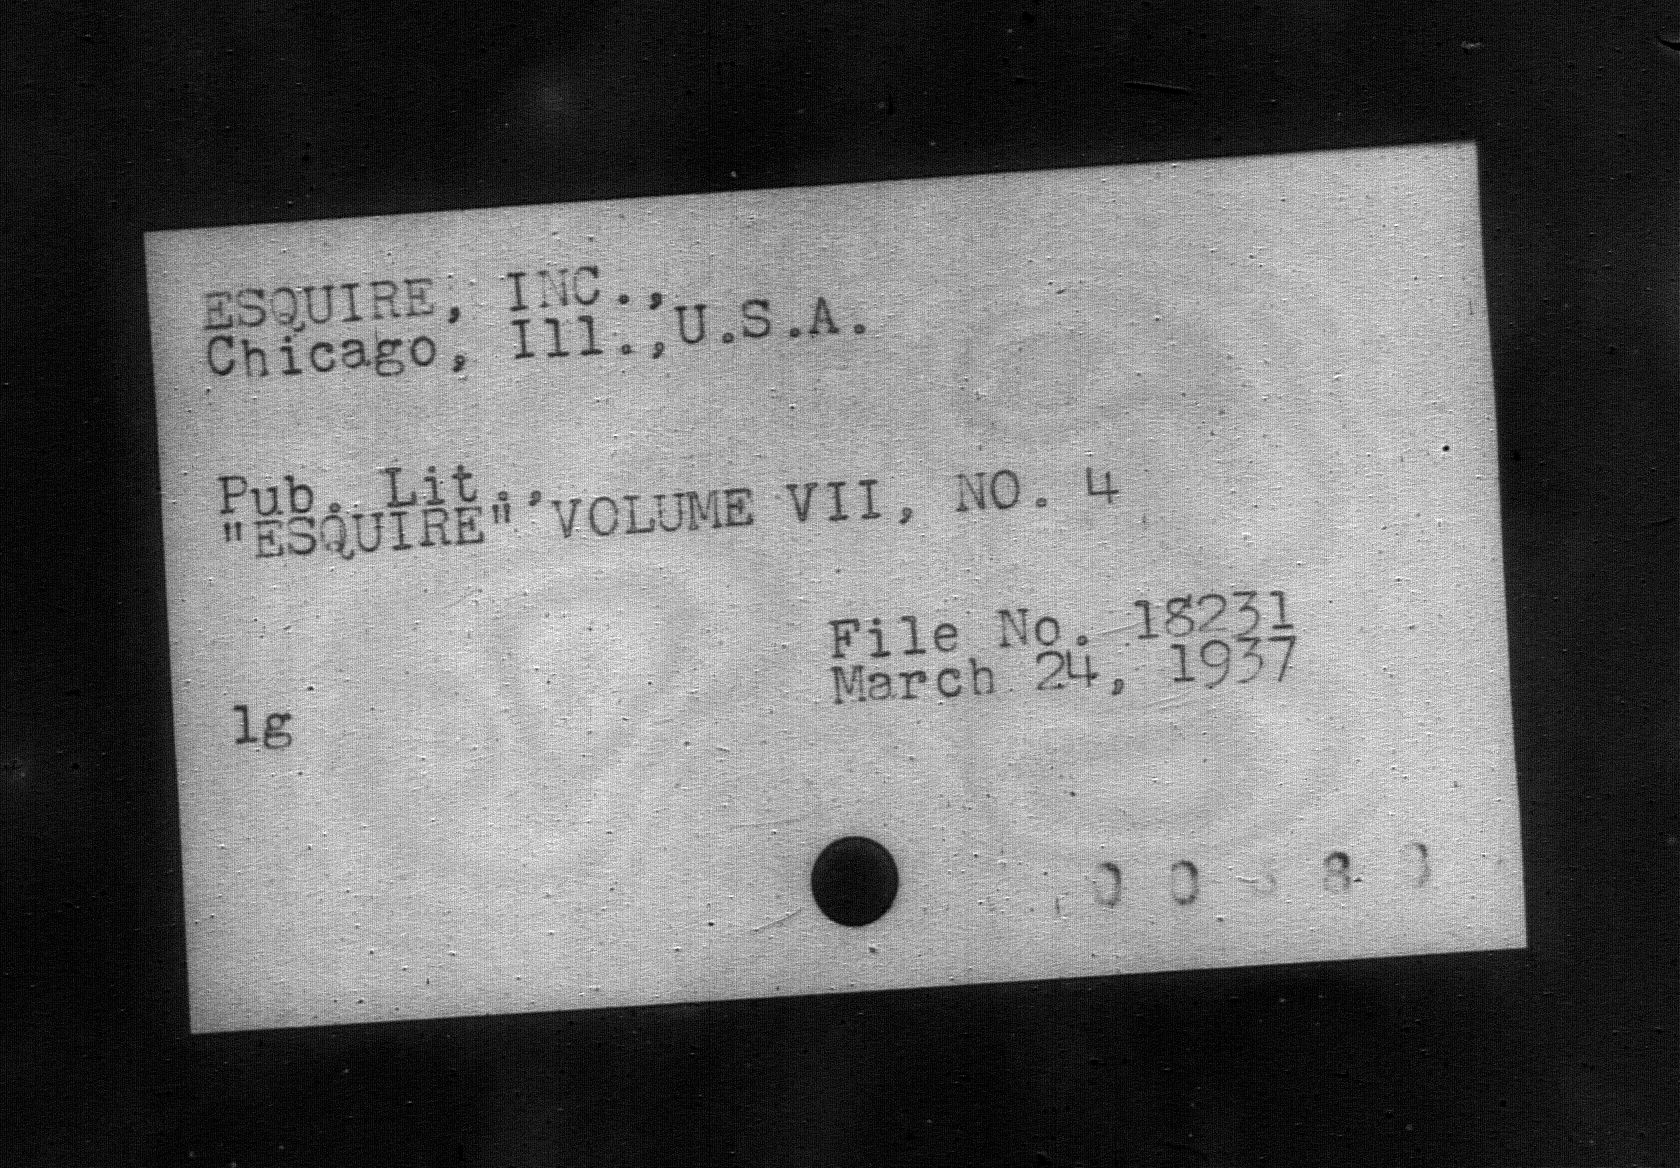 ESQUIRE, INC.,
Chicago, Ill.,U.S.A.
Pub. Lit.,
"ESQUIRE" VOLUME VII, NO. 4
File No. 18231
March 24, 1937
lg